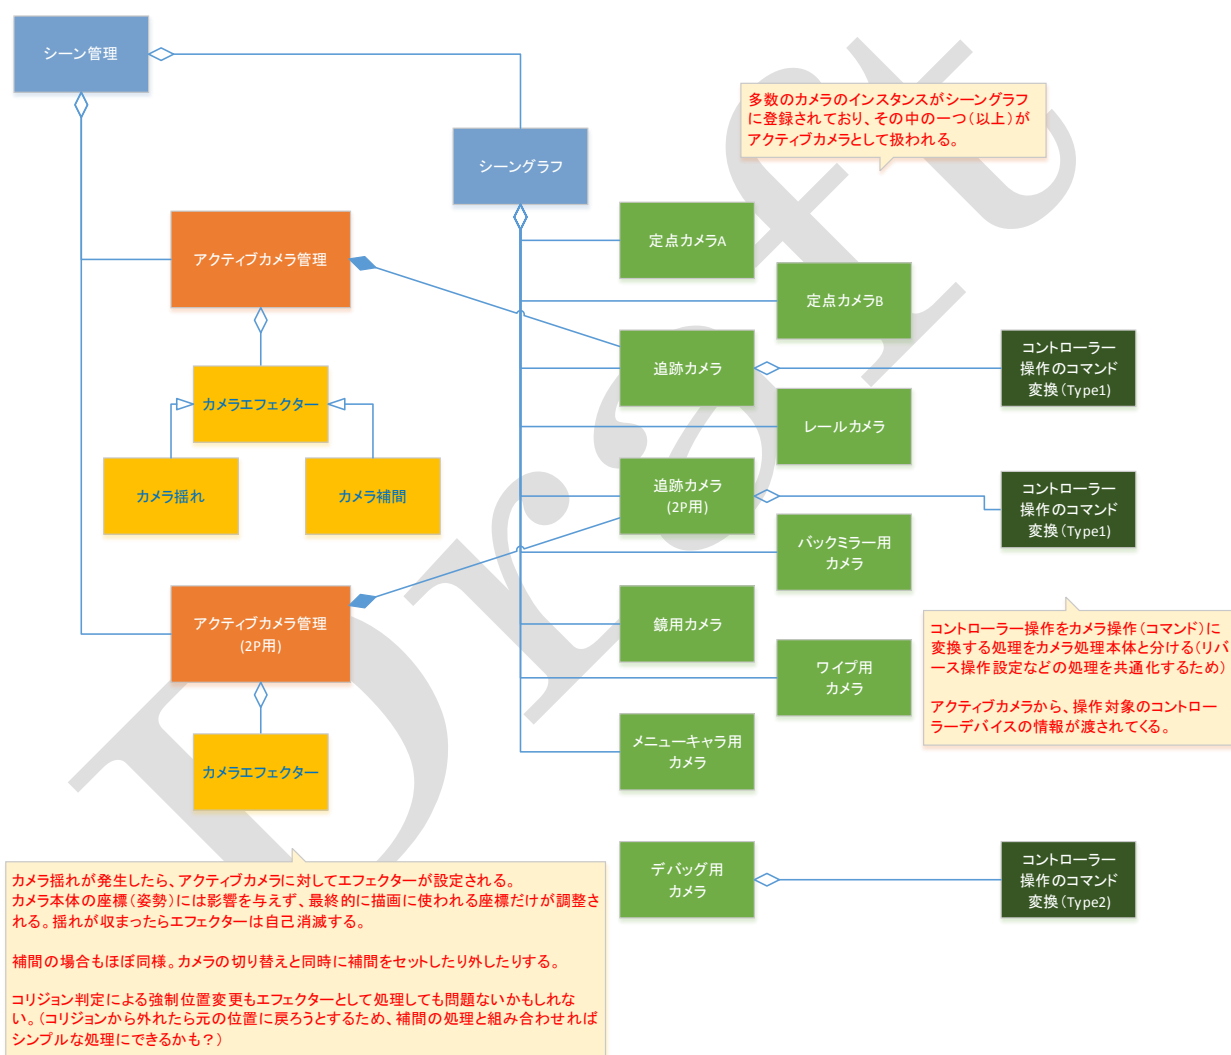 シーン管理
シーングラフ
多数のカメラのインスタンスがシーングラフ
に登録されており、その中の一つ（以上）が
アクティブカメラとして扱われる。
アクティブカメラ管理
定点カメラA
定点カメラB
追跡カメラ
コントローラー
操作のコマンド
変換（Type1）
カメラエフェクター
レールカメラ
カメラ揺れ
カメラ補間
追跡カメラ
(2P用)
コントローラー
操作のコマンド
変換（Type1）
バックミラー用
カメラ
アクティブカメラ管理
(2P用)
鏡用カメラ
コントローラー操作をカメラ操作（コマンド）に
変換する処理をカメラ処理本体と分ける（リバ
ース操作設定などの処理を共通化するため）
アクティブカメラから、操作対象のコントロー
ラーデバイスの情報が渡されてくる。
ワイプ用
カメラ
メニューキャラ用
カメラ
カメラエフェクター
デバッグ用
カメラ
コントローラー
操作のコマンド
変換（Type2）
カメラ揺れが発生したら、アクティブカメラに対してエフェクターが設定される。
カメラ本体の座標（姿勢）には影響を与えず、最終的に描画に使われる座標だけが調整さ
れる。揺れが収まったらエフェクターは自己消滅する。
補間の場合もほぼ同様。カメラの切り替えと同時に補間をセットしたり外したりする。
コリジョン判定による強制位置変更もエフェクターとして処理しても問題ないかもしれな
い。（コリジョンから外れたら元の位置に戻ろうとするため、補間の処理と組み合わせれば
シンプルな処理にできるかも？）
Draft